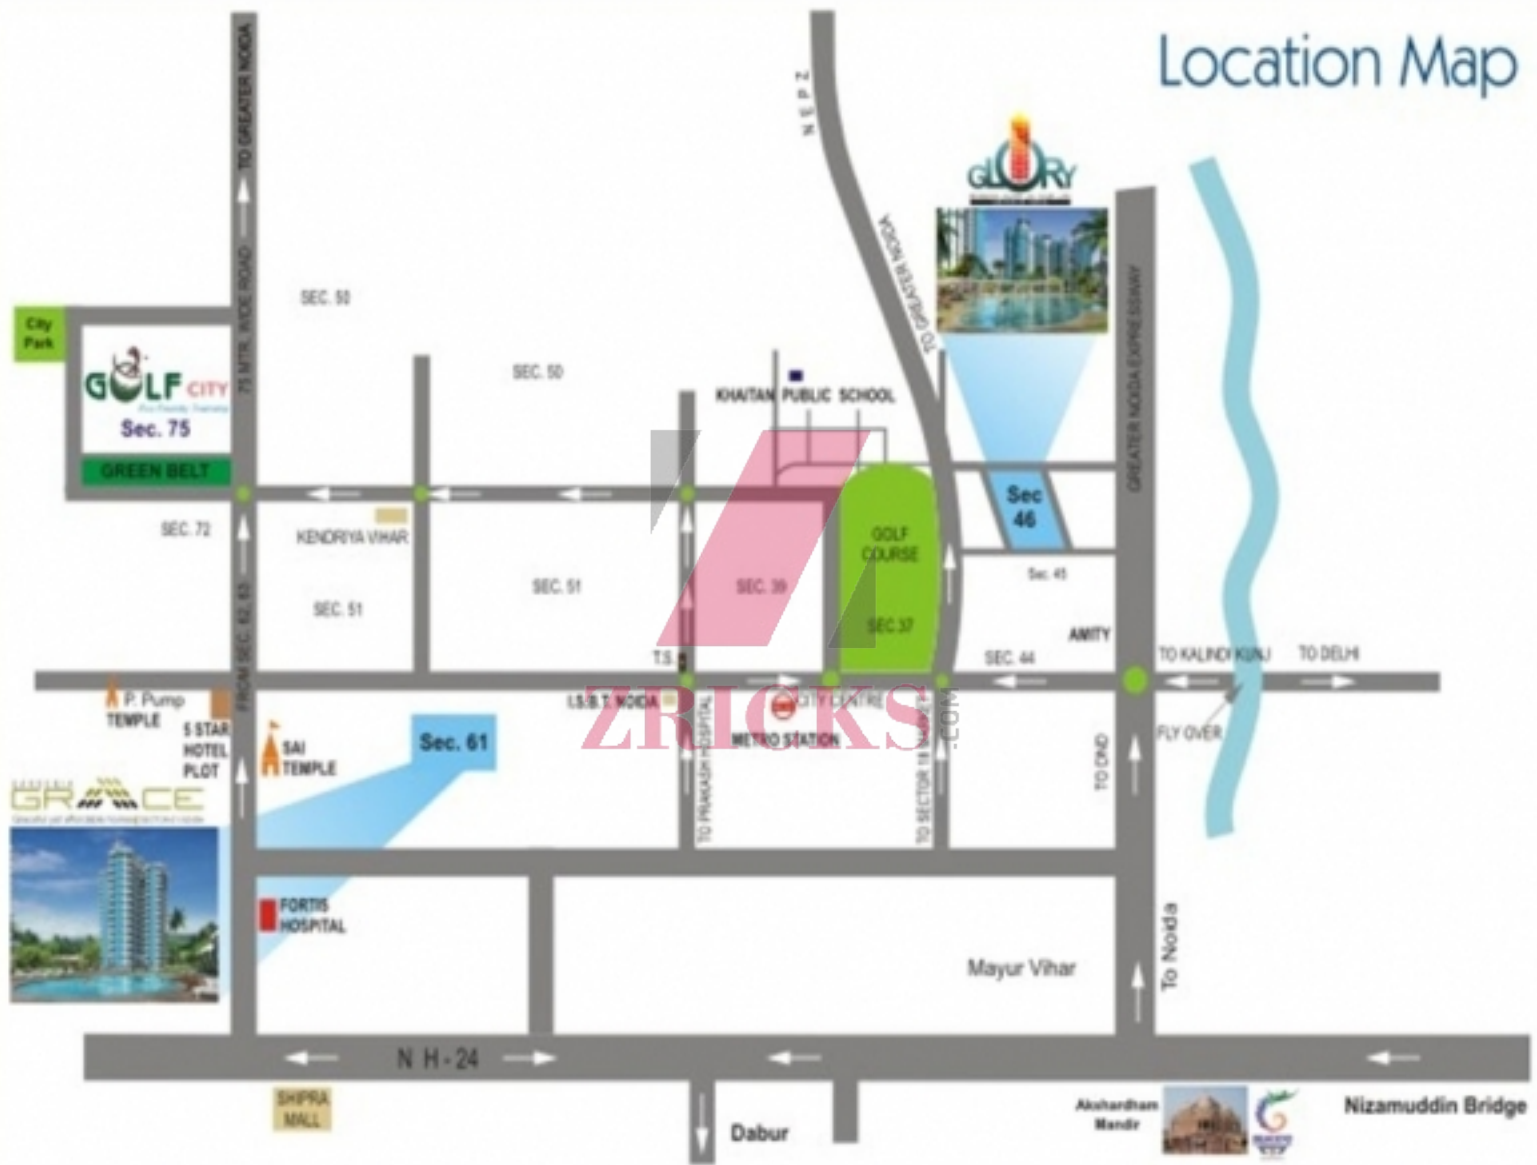 Location Map
TO GREATER NOIDA
75 MTR. WIDE ROAD
FROM SEC. 62, 63
NEPZ
TO GREATER NOIDA
TO GREATER NOIDA
GLORY
GREATER NOIDA EXPRESSWAY
SEC. 50
City
Park
GOLF CITY
Sec. 75
GREEN BELT
SEC. 50
KHAITAN PUBLIC SCHOOL
Sec
46
SEC. 72
KENDRIYA VIHAR
GOLF
COURSE
SEC. 51
SEC. 51
SEC. 39
SEC.37
Sec. 45
AMITY
T.S.
SEC. 44
TO KALINDI KUNJ
TO DELHI
P. Pump
TEMPLE
I.S.B.T. NOIDA
CITY CENTRE
ZRICKS
.COM
METRO STATION
5 STAR
HOTEL
PLOT
SAI
TEMPLE
Sec. 61
TO PRAKASH HOSPITAL
TO SECTOR 18
TO DND
FLY OVER
GRACE
FORTIS
HOSPITAL
Mayur Vihar
To Noida
N H - 24
SHIPRA
MALL
Dabur
Akshardham
Mandir
Nizamuddin Bridge